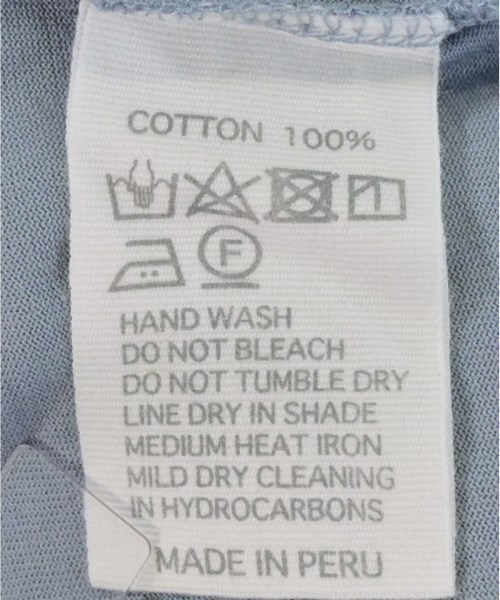 COTTON 100%
F
HAND WASH
DO NOT BLEACH
DO NOT TUMBLE DRY
LINE DRY IN SHADE
MEDIUM HEAT IRON
MILD DRY CLEANING
IN HYDROCARBONS
MADE IN PERU